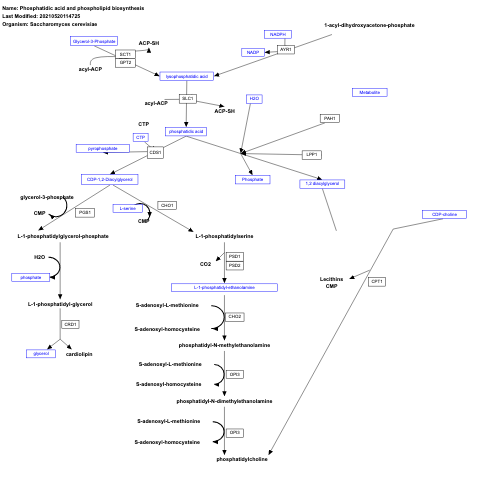 Name: Phosphatidic acid and phospholipid biosynthesis
Last Modified: 20210520114725
Organism: Saccharomyces cerevisiae
1-acyl-dihydroxyacetone-phosphate
NADPH
Glycerol-3-Phosphate
ACP-SH
NADP
AYR1
SCT1
GPT2
acyl-ACP
lysophosphatidic acid
Metabolite
acyl-ACP
SLC1
H2O
ACP-SH
PAH1
CTP
phosphatidic acid
CTP
pyrophosphate
CDS1
LPP1
CDP-1,2-Diacylglycerol
Phosphate
1,2 diacylglycerol
glycerol-3-phosphate
CHO1
L-serine
CMP
PGS1
CMP
CDP-choline
L-1-phosphatidylglycerol-phosphate
L-1-phosphatidylserine
H2O
PSD1
CO2
PSD2
phosphate
Lecithins
CMP
CPT1
L-1-phosphatidyl-ethanolamine
L-1-phosphatidyl-glycerol
S-adenosyl-L-methionine
CHO2
CRD1
S-adenosyl-homocysteine
phosphatidyl-N-methylethanolamine
glycerol
cardiolipin
S-adenosyl-L-methionine
OPI3
S-adenosyl-homocysteine
phosphatidyl-N-dimethylethanolamine
S-adenosyl-L-methionine
OPI3
S-adenosyl-homocysteine
phosphatidylcholine